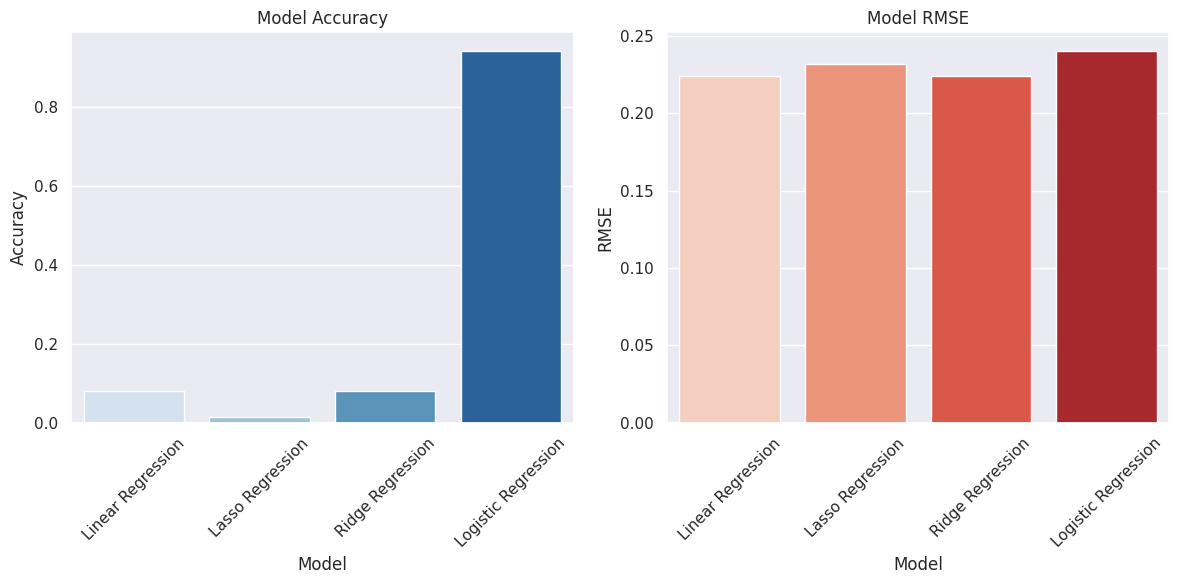 Model Accuracy
Accuracy
0.8
0.6
0.4
0.2
0.0
Linear Regression
Lasso Regression
Ridge Regression
Logistic Regression
Model
Model RMSE
RMSE
0.25
0.20
0.15
0.10
0.05
0.00
Linear Regression
Lasso Regression
Ridge Regression
Logistic Regression
Model